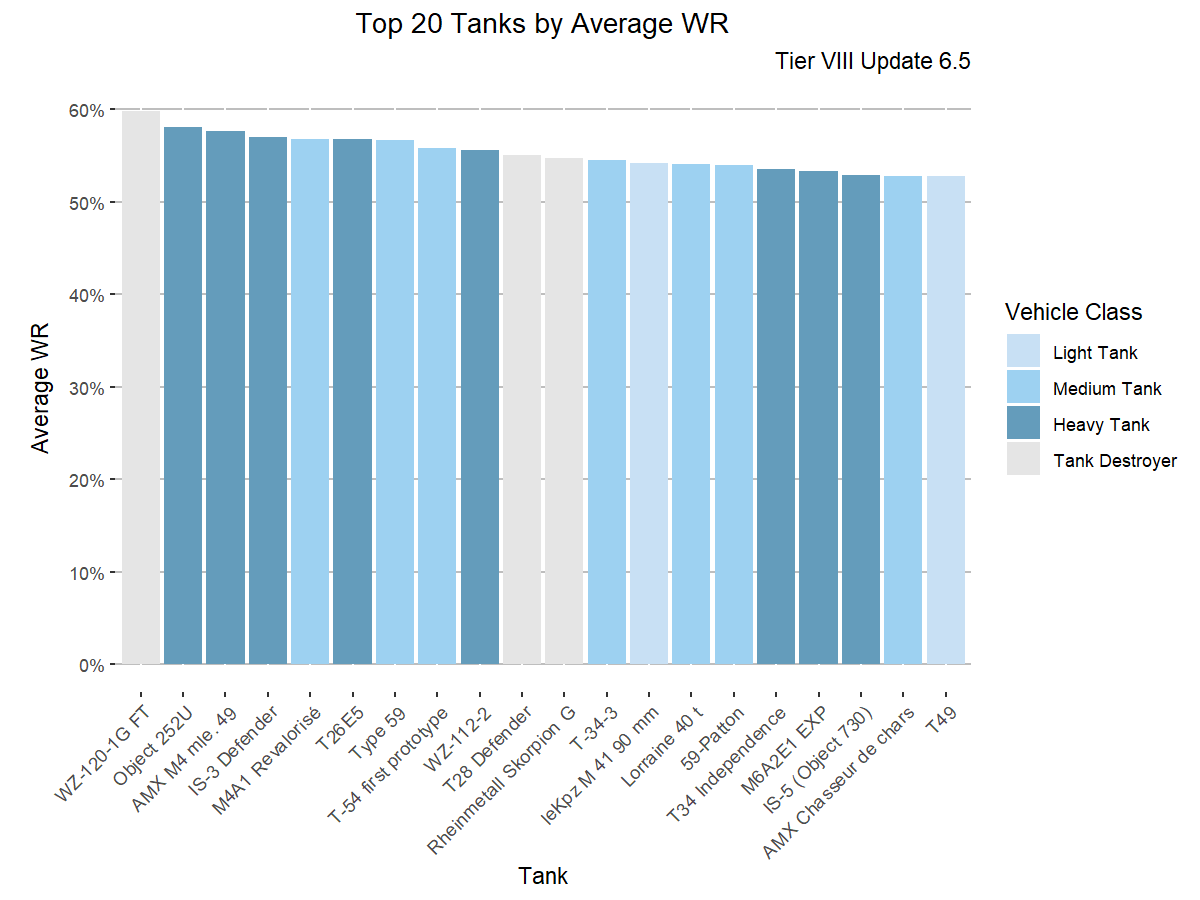 Top 20 Tanks by Average WR
Tier VIII Update 6.5
60%
50%
40%
30%
20%
10%
0%
Average WR
WZ-120-1G FT
Object 252U
AMX M4 mle. 49
IS-3 Defender
M4A1 Revalorisé
T26E5
Type 59
T-54 first prototype
WZ-112-2
T28 Defender
Rheinmetall Skorpion G
T-34-3
leKpz M 41 90 mm
Lorraine 40 t
59-Patton
T34 Independence
M6A2E1 EXP
IS-5 (Object 730)
AMX Chasseur de chars
T49
Tank
Vehicle Class
Light Tank
Medium Tank
Heavy Tank
Tank Destroyer